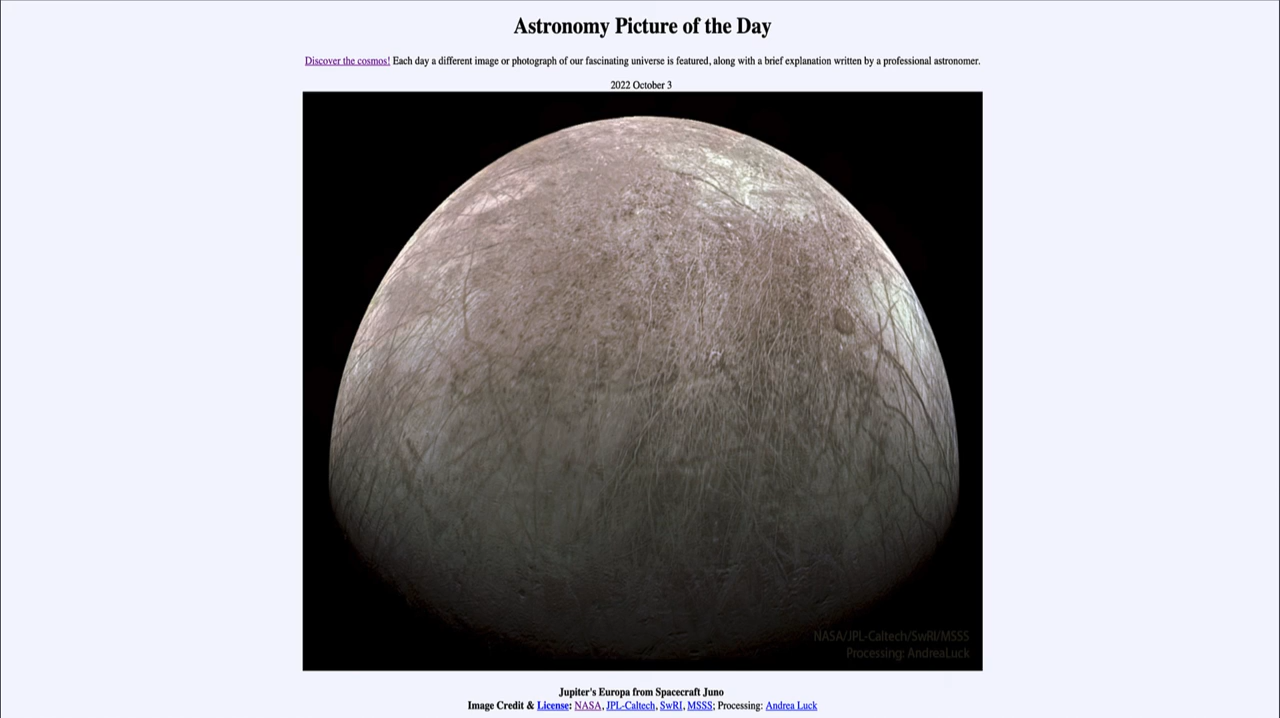 Astronomy Picture of the Day
Discover the cosmos! Each day a different image or photograph of our fascinating universe is featured, along with a brief explanation written by a professional astronomer.
2022 October 3
NASA/JPL-Caltech/SwRI/MSSS
Processing: AndreaLuck
Jupiter's Europa from Spacecraft Juno
Image Credit & License: NASA, JPL-Caltech, SwRI, MSSS; Processing: Andrea Luck